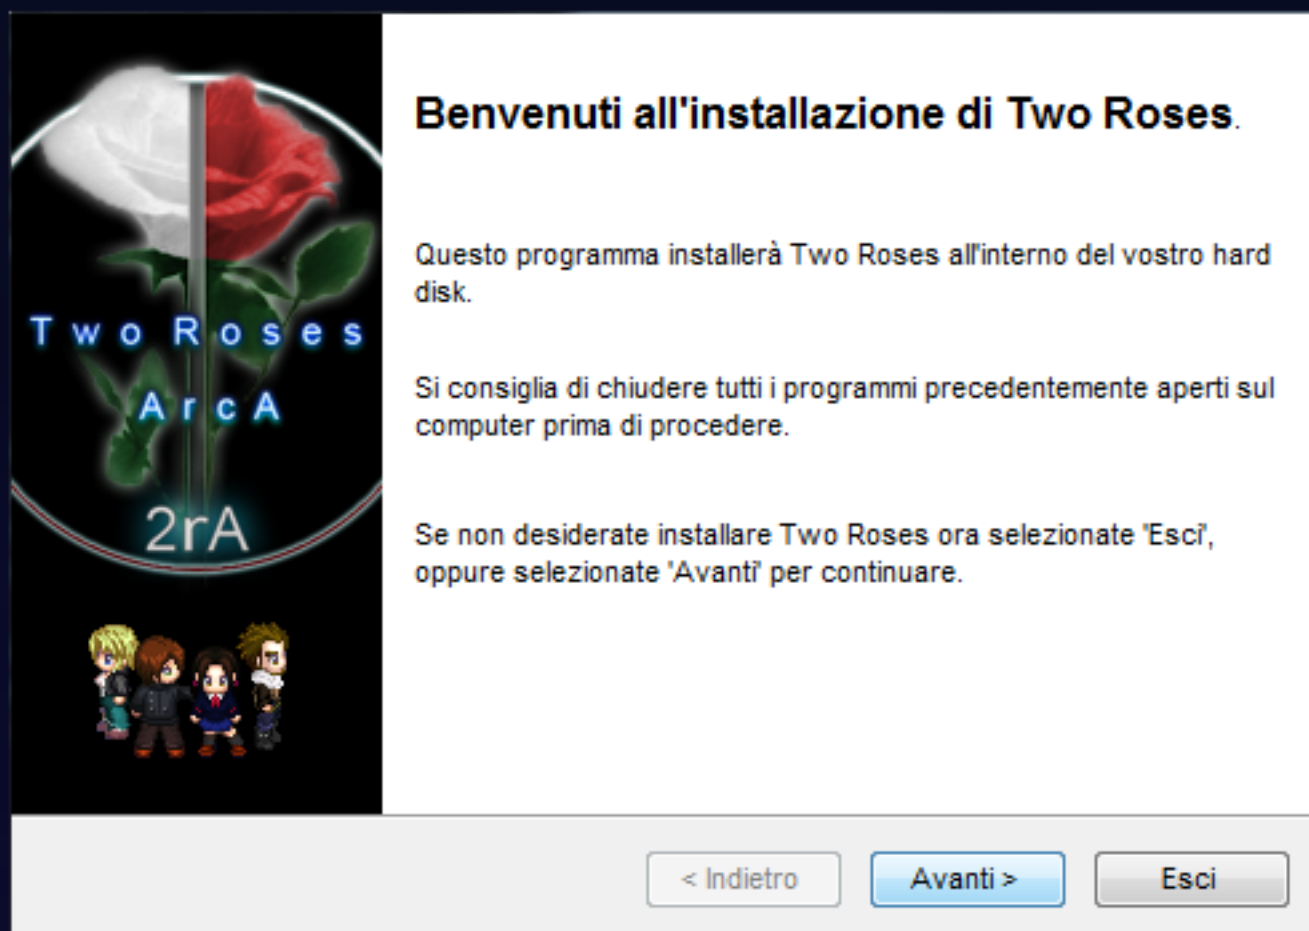 Two Roses
ArcA
2rA
Benvenuti all'installazione di Two Roses.
Questo programma installerà Two Roses all'interno del vostro hard
disk.
Si consiglia di chiudere tutti i programmi precedentemente aperti sul
computer prima di procedere.
Se non desiderate installare Two Roses ora selezionate 'Esci',
oppure selezionate 'Avanti' per continuare.
< Indietro
Avanti >
Esci